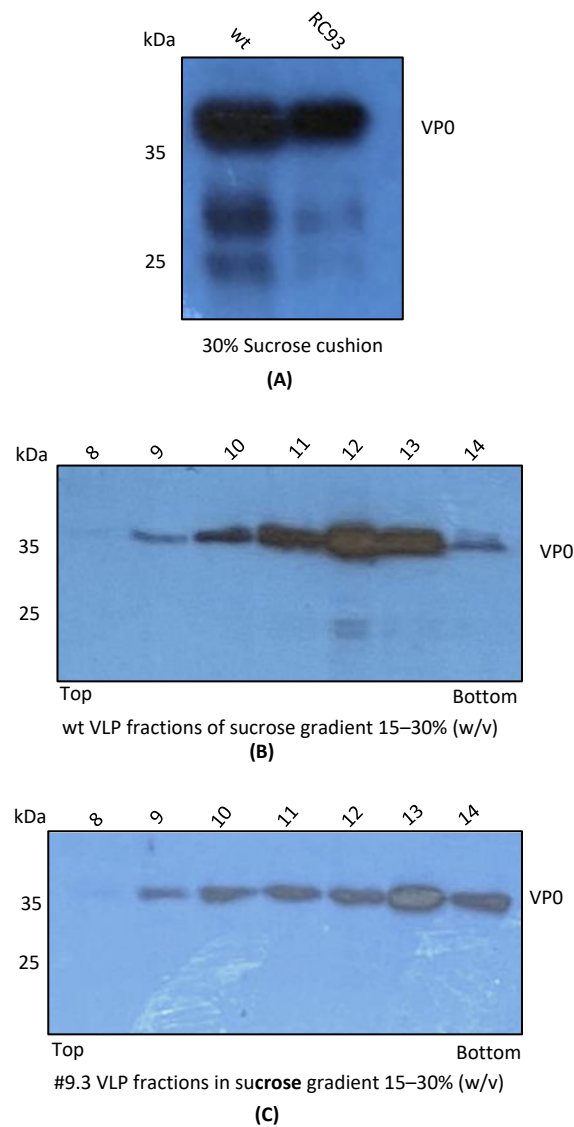 kDa wt RC93
VP0
35
25
30% Sucrose cushion
(A)
kDa 8 9 10 11 12 13 14
35 VP0
25
Top Bottom
wt VLP fractions of sucrose gradient 15–30% (w/v)
(B)
kDa 8 9 10 11 12 13 14
35 VP0
25
Top Bottom
#9.3 VLP fractions in sucrose gradient 15–30% (w/v)
(C)